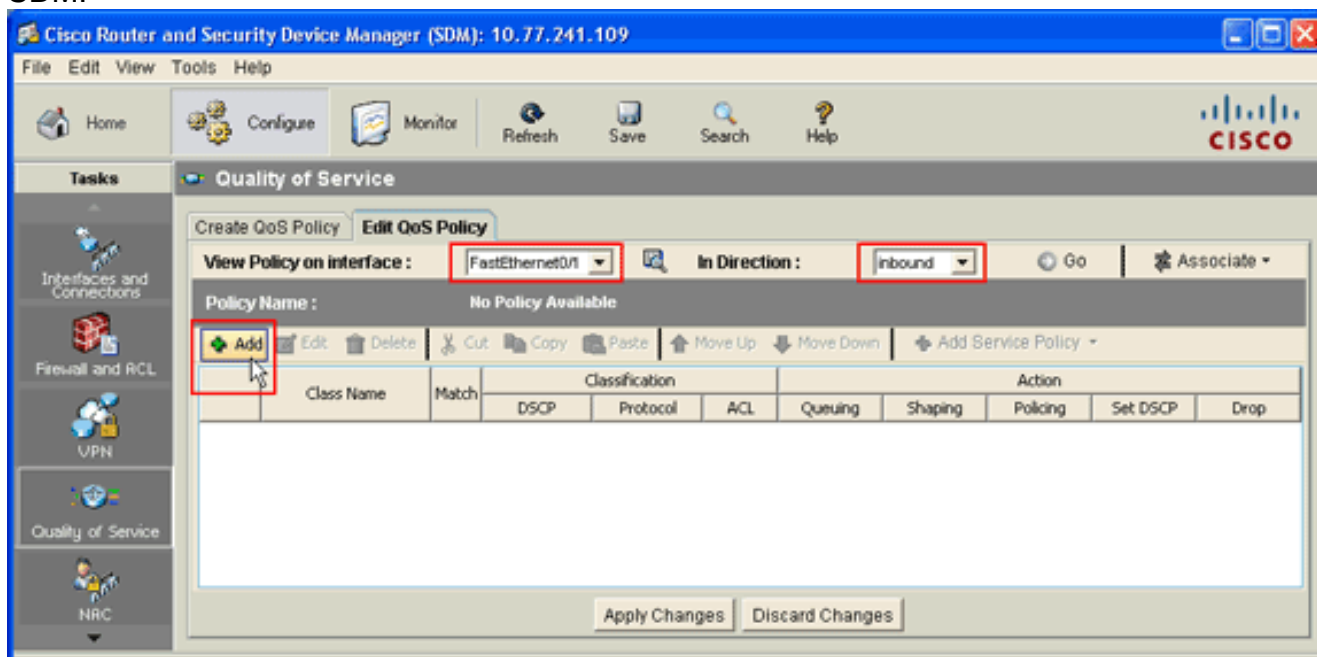 SDM.
Cisco Router and Security Device Manager (SDM): 10.77.241.109
File Edit View Tools Help
Home Configure Monitor Refresh Save Search Help
CISCO
Tasks
Quality of Service
Create QoS Policy Edit QoS Policy
View Policy on interface : FastEthernet0/1 In Direction : inbound Go Associate
Interfaces and Connections
Policy Name : No Policy Available
Add Edit Delete Cut Copy Paste Move Up Move Down Add Service Policy
Firewall and ACL
Class Name Match Classification Action
DSCP Protocol ACL Queuing Shaping Policing Set DSCP Drop
VPN
Quality of Service
NAC
Apply Changes Discard Changes